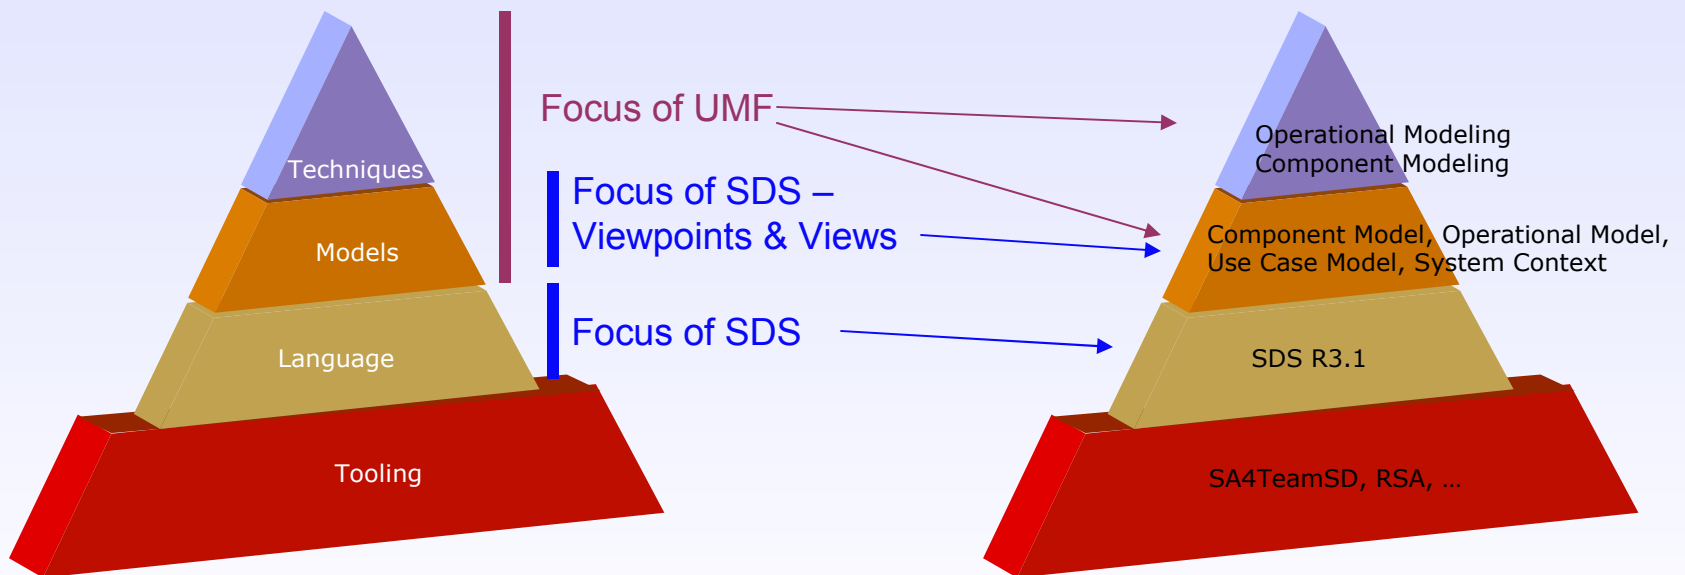 Techniques
Models
Language
Tooling
Focus of UMF
Focus of SDS –
Viewpoints & Views
Focus of SDS
Operational Modeling
Component Modeling
Component Model, Operational Model,
Use Case Model, System Context
SDS R3.1
SA4TeamSD, RSA, …